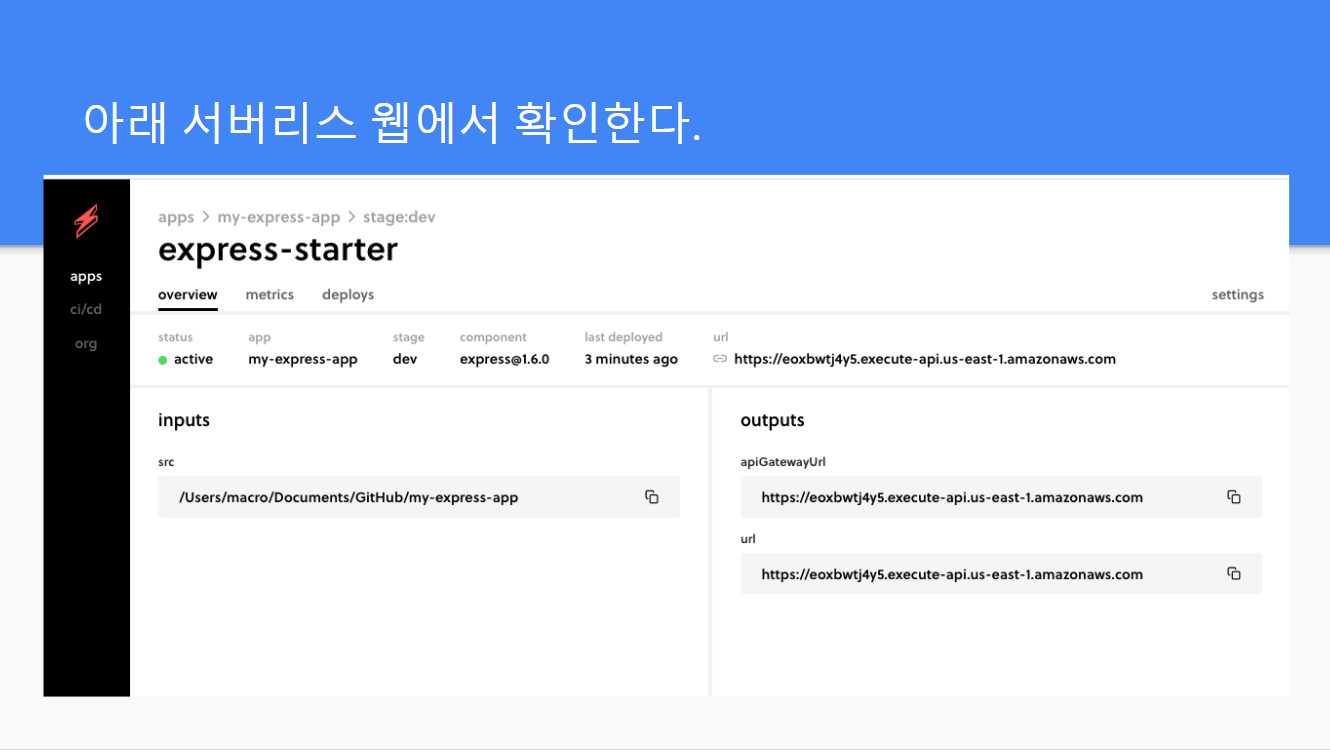 아래 서버리스 웹에서 확인한다.
apps > my-express-app > stage:dev
express-starter
apps
ci/cd
org
overview metrics deploys settings
status app stage component last deployed url
active my-express-app dev express@1.6.0 3 minutes ago https://eoxbwtj4y5.execute-api.us-east-1.amazonaws.com
inputs
src
/Users/macro/Documents/GitHub/my-express-app
outputs
apiGatewayUrl
https://eoxbwtj4y5.execute-api.us-east-1.amazonaws.com
url
https://eoxbwtj4y5.execute-api.us-east-1.amazonaws.com